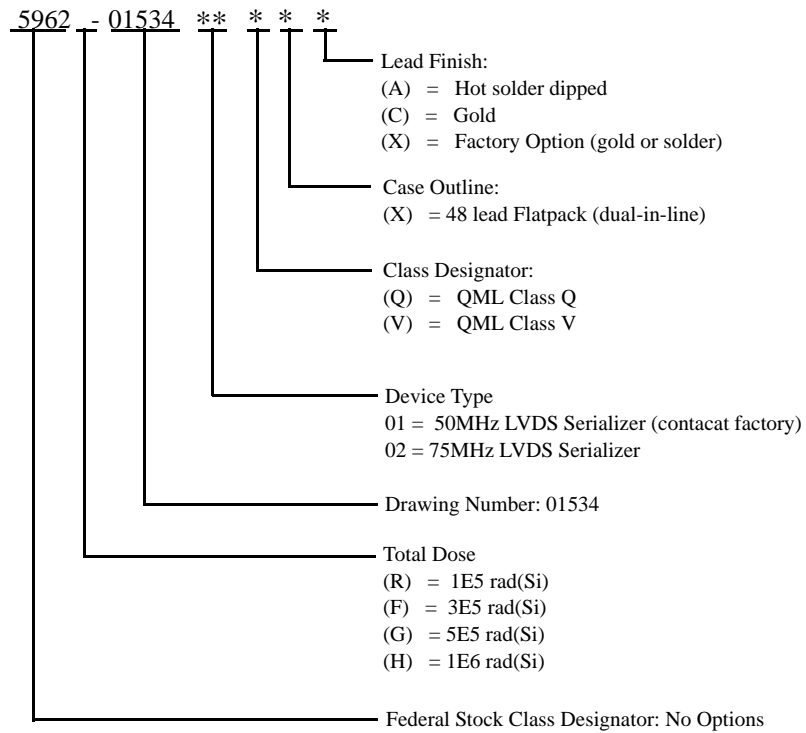 5962 - 01534 ** * * *
Lead Finish:
(A) = Hot solder dipped
(C) = Gold
(X) = Factory Option (gold or solder)
Case Outline:
(X) = 48 lead Flatpack (dual-in-line)
Class Designator:
(Q) = QML Class Q
(V) = QML Class V
Device Type
01 = 50MHz LVDS Serializer (contacat factory)
02 = 75MHz LVDS Serializer
Drawing Number: 01534
Total Dose
(R) = 1E5 rad(Si)
(F) = 3E5 rad(Si)
(G) = 5E5 rad(Si)
(H) = 1E6 rad(Si)
Federal Stock Class Designator: No Options